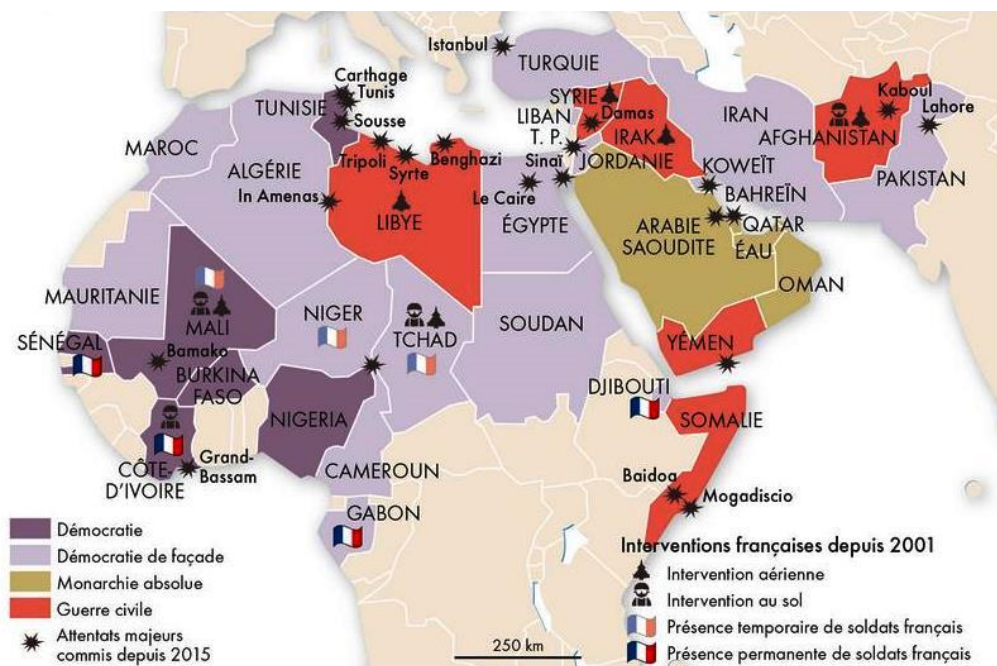 Istanbul
TURQUIE
Carthage
Tunis
TUNISIE
Sousse
SYRIE
Damas
LIBAN
T. P.
IRAK
IRAN
Kaboul
AFGHANISTAN
Lahore
MAROC
ALGÉRIE
Tripoli
Syrte
Benghazi
Sinaï
JORDANIE
KOWEÏT
PAKISTAN
In Amenas
LIBYE
Le Caire
ÉGYPTE
BAHREÏN
ARABIE
SAOUDITE
QATAR
ÉAU
OMAN
MAURITANIE
MALI
NIGER
TCHAD
SOUDAN
YÉMEN
SÉNÉGAL
Bamako
BURKINA
FASO
NIGERIA
DJIBOUTI
SOMALIE
CÔTE-
D'IVOIRE
Grand-
Bassam
CAMEROUN
GABON
Baidoa
Mogadiscio
Démocratie
Démocratie de façade
Monarchie absolue
Guerre civile
Attentats majeurs
commis depuis 2015
250 km
Interventions françaises depuis 2001
Intervention aérienne
Intervention au sol
Présence temporaire de soldats français
Présence permanente de soldats français